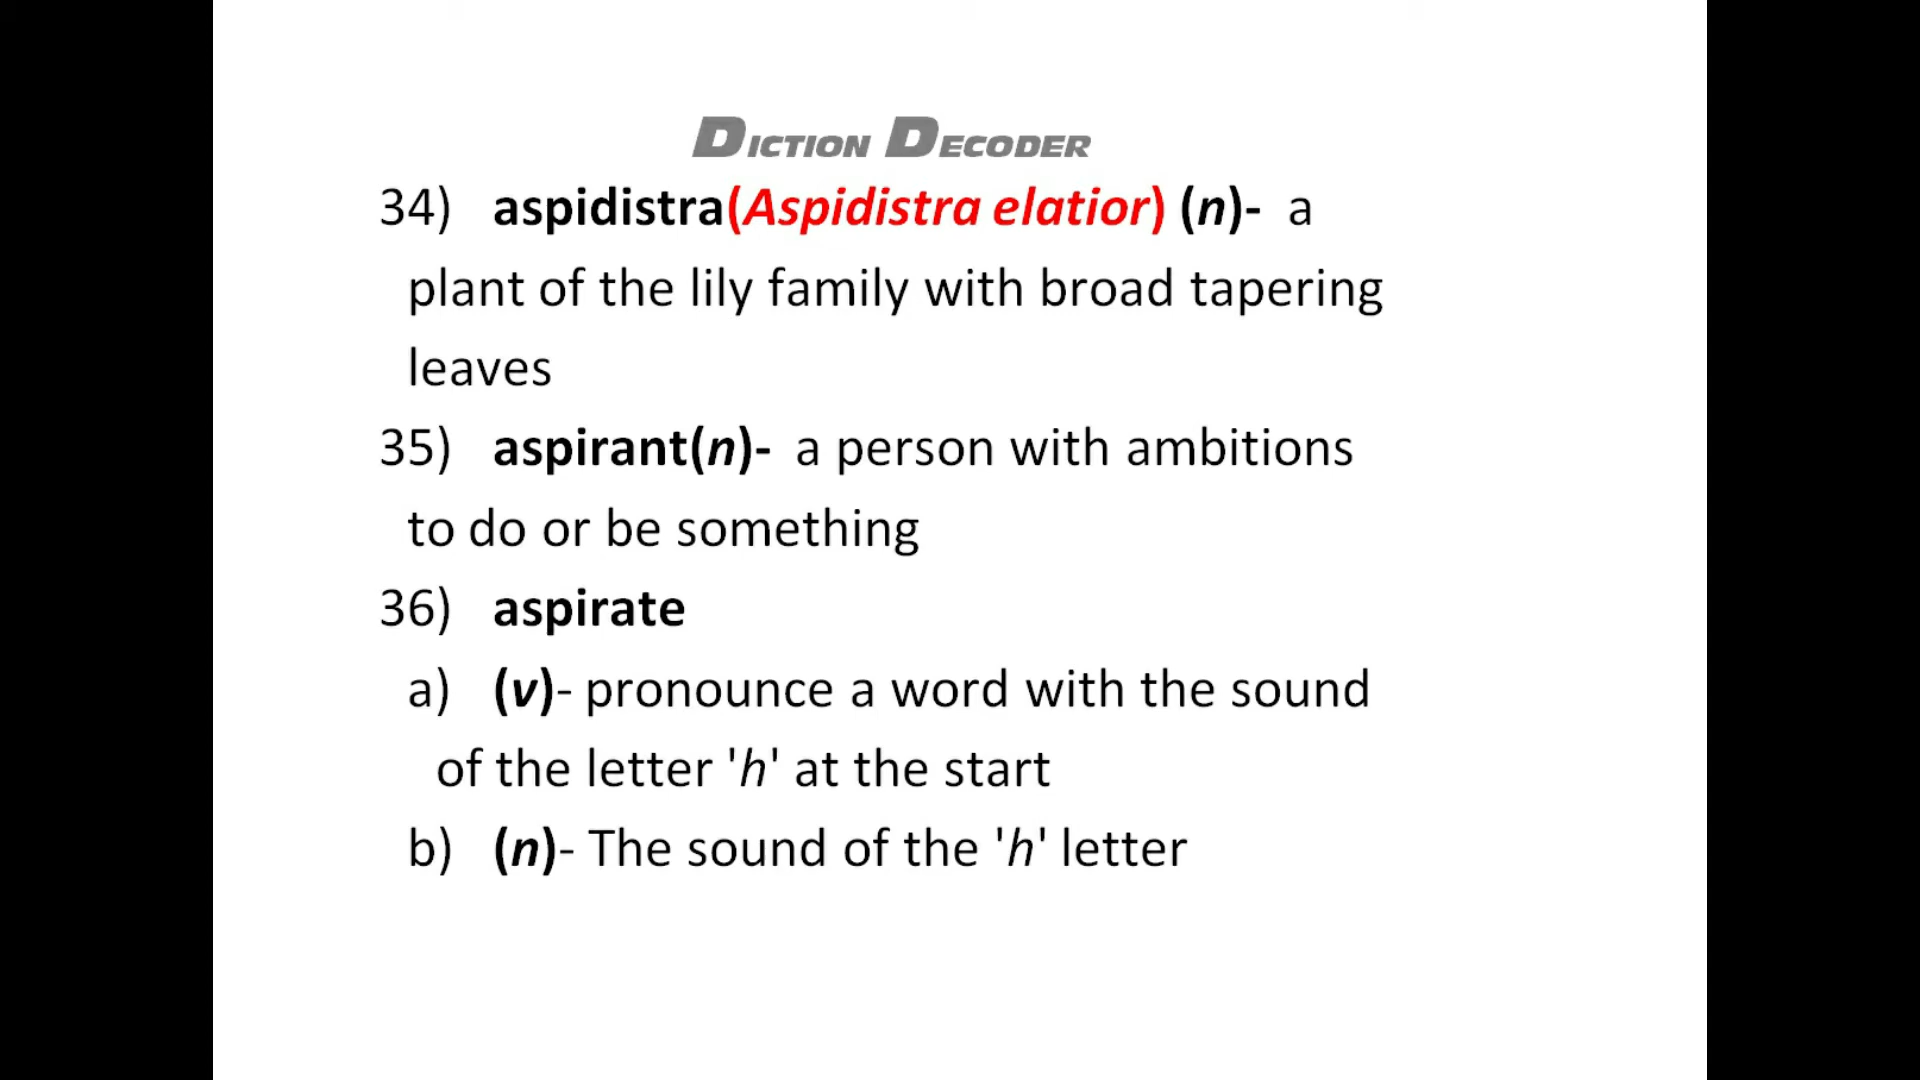 DICTION DECODER
34) aspidistra(Aspidistra elatior) (n)- a
plant of the lily family with broad tapering
leaves
35) aspirant(n)- a person with ambitions
to do or be something
36) aspirate
a) (v)- pronounce a word with the sound
of the letter 'h' at the start
b) (n)- The sound of the 'h' letter